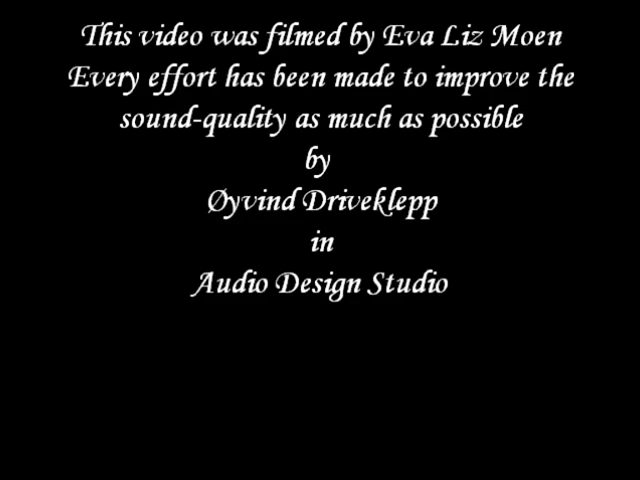 This video was filmed by Eva Liz Moen
Every effort has been made to improve the
sound-quality as much as possible
by
Øyvind Driveklepp
in
Audio Design Studio